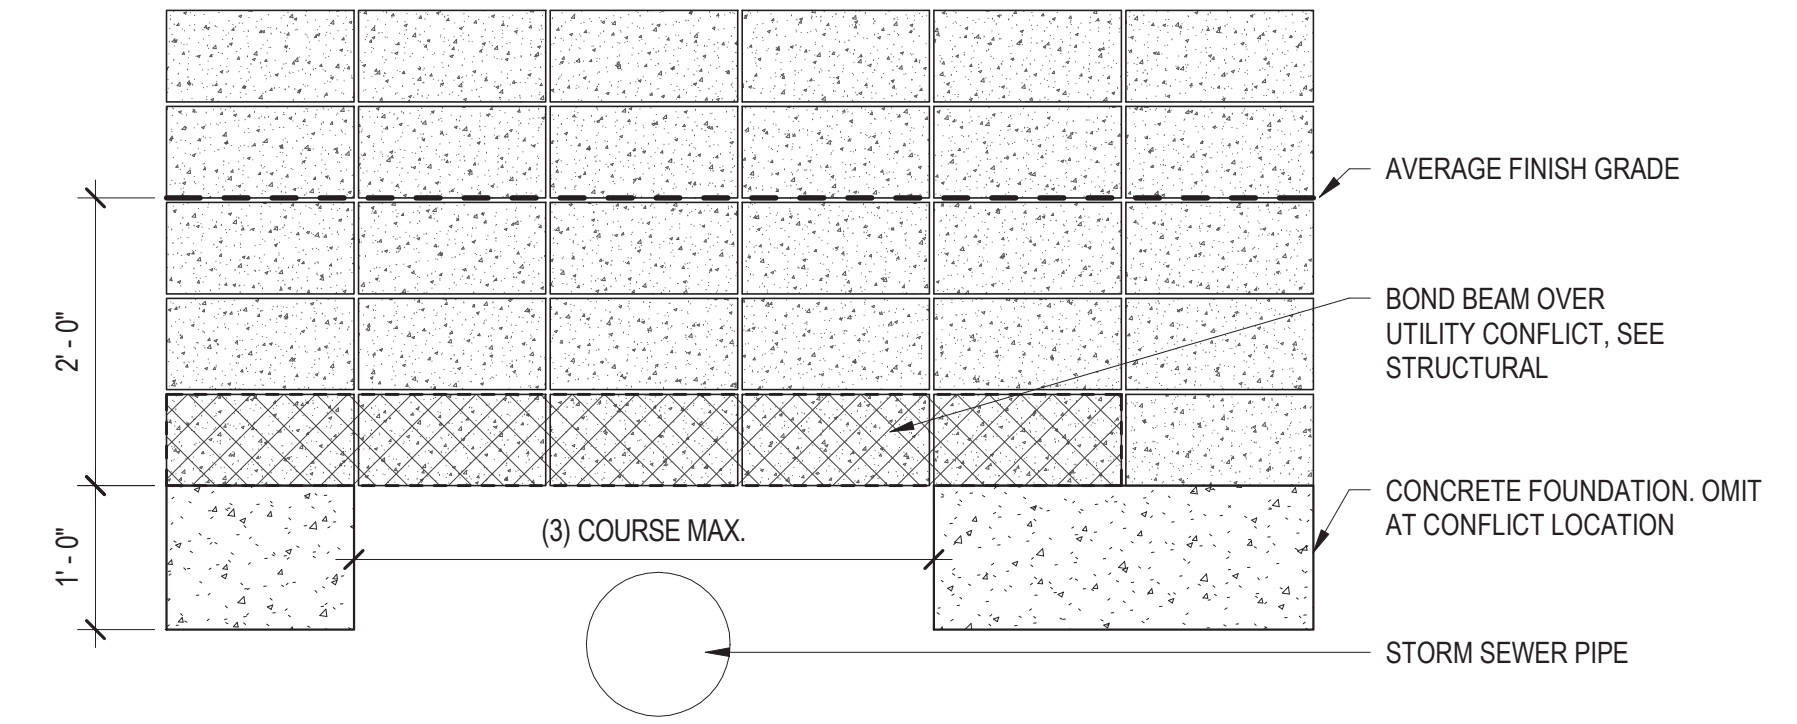 AVERAGE FINISH GRADE
BOND BEAM OVER
UTILITY CONFLICT, SEE
STRUCTURAL
2' - 0"
CONCRETE FOUNDATION. OMIT
AT CONFLICT LOCATION
(3) COURSE MAX.
1' - 0"
STORM SEWER PIPE